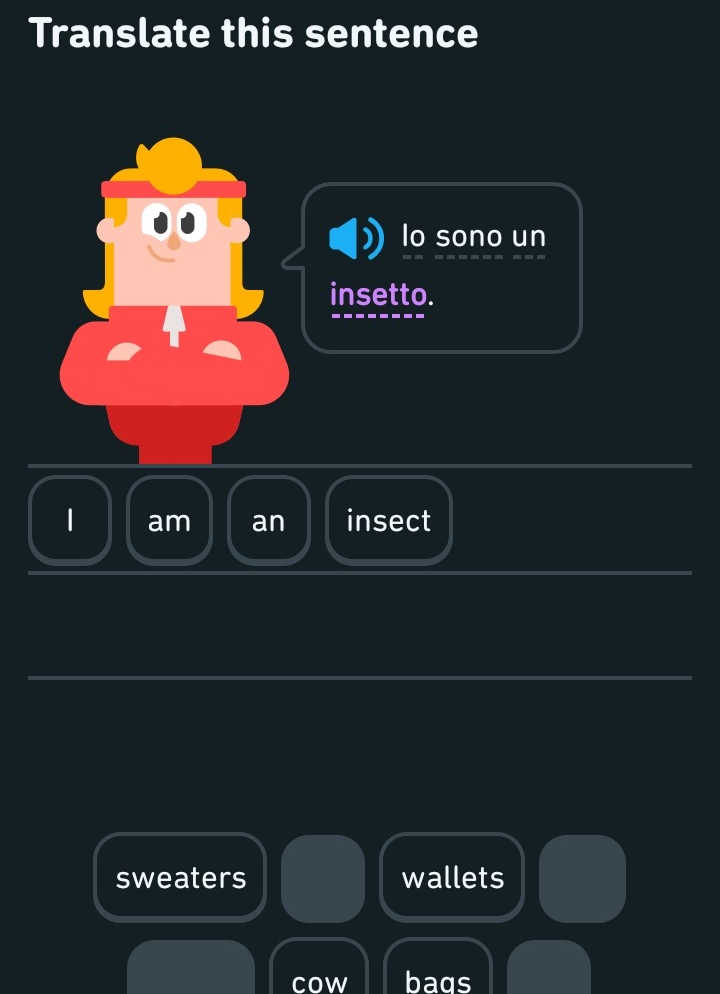 Translate this sentence
Io sono un
insetto.
I am an insect
sweaters wallets
cow bags